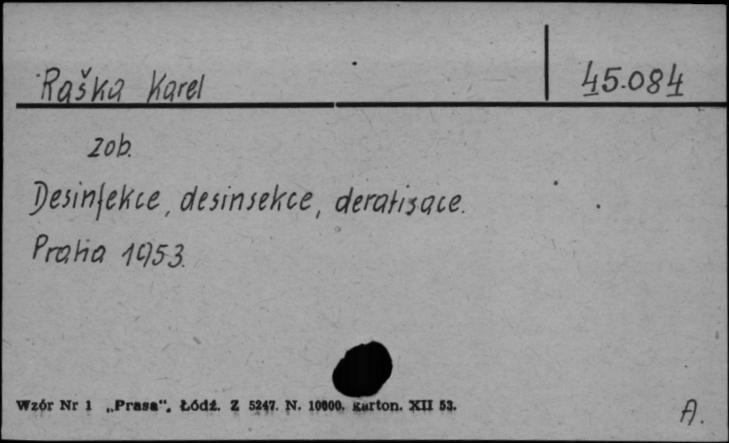 Raška Karel 45.084
zob.
Desinfekce, desinsekce, deratisace.
Praha 1953.
Wzór Nr 1 „Prasa“, Łódź. Z 5247. N. 10000. karton. XII 53.
A.